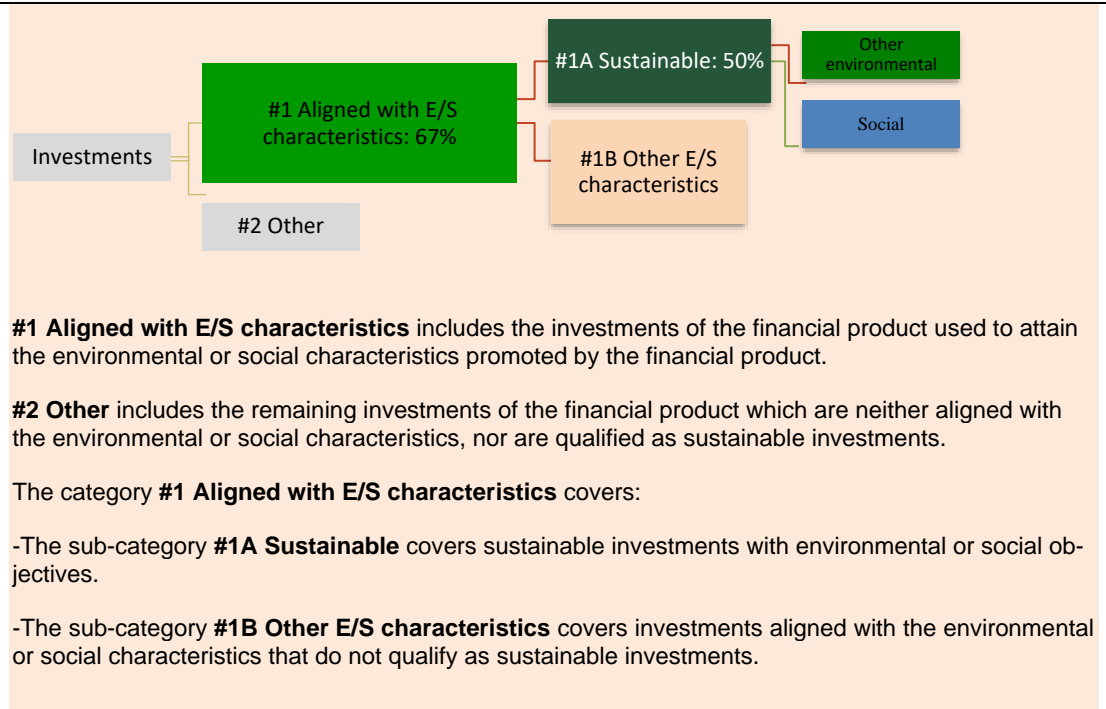 Investments
#1 Aligned with E/S
characteristics: 67%
#2 Other
#1A Sustainable: 50%
#1B Other E/S
characteristics
Other
environmental
Social
#1 Aligned with E/S characteristics includes the investments of the financial product used to attain
the environmental or social characteristics promoted by the financial product.
#2 Other includes the remaining investments of the financial product which are neither aligned with
the environmental or social characteristics, nor are qualified as sustainable investments.
The category #1 Aligned with E/S characteristics covers:
-The sub-category #1A Sustainable covers sustainable investments with environmental or social ob-
jectives.
-The sub-category #1B Other E/S characteristics covers investments aligned with the environmental
or social characteristics that do not qualify as sustainable investments.